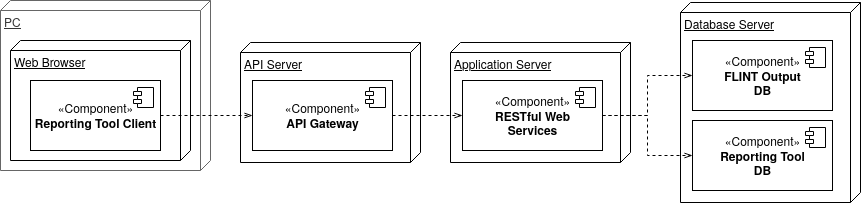 PC
Web Browser
«Component»
Reporting Tool Client
API Server
«Component»
API Gateway
Application Server
«Component»
RESTful Web
Services
Database Server
«Component»
FLINT Output
DB
«Component»
Reporting Tool
DB